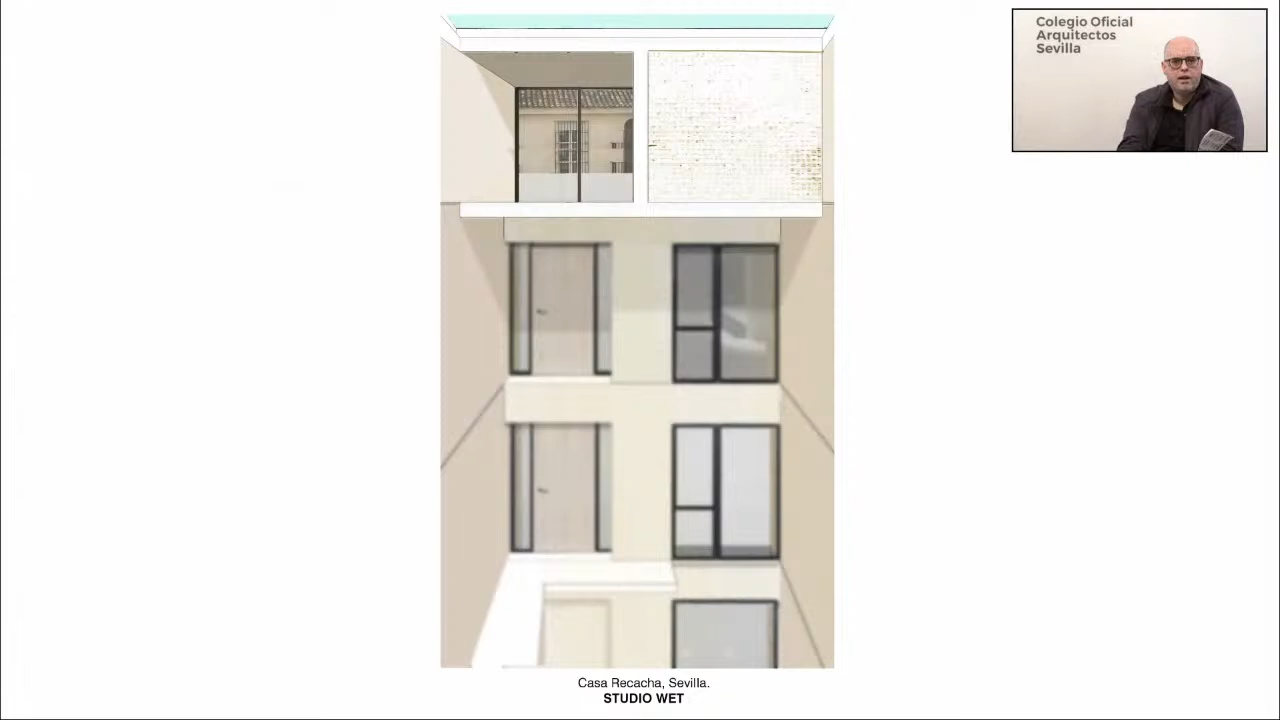 Colegio Oficial
Arquitectos
Sevilla
Casa Recacha, Sevilla.
STUDIO WET